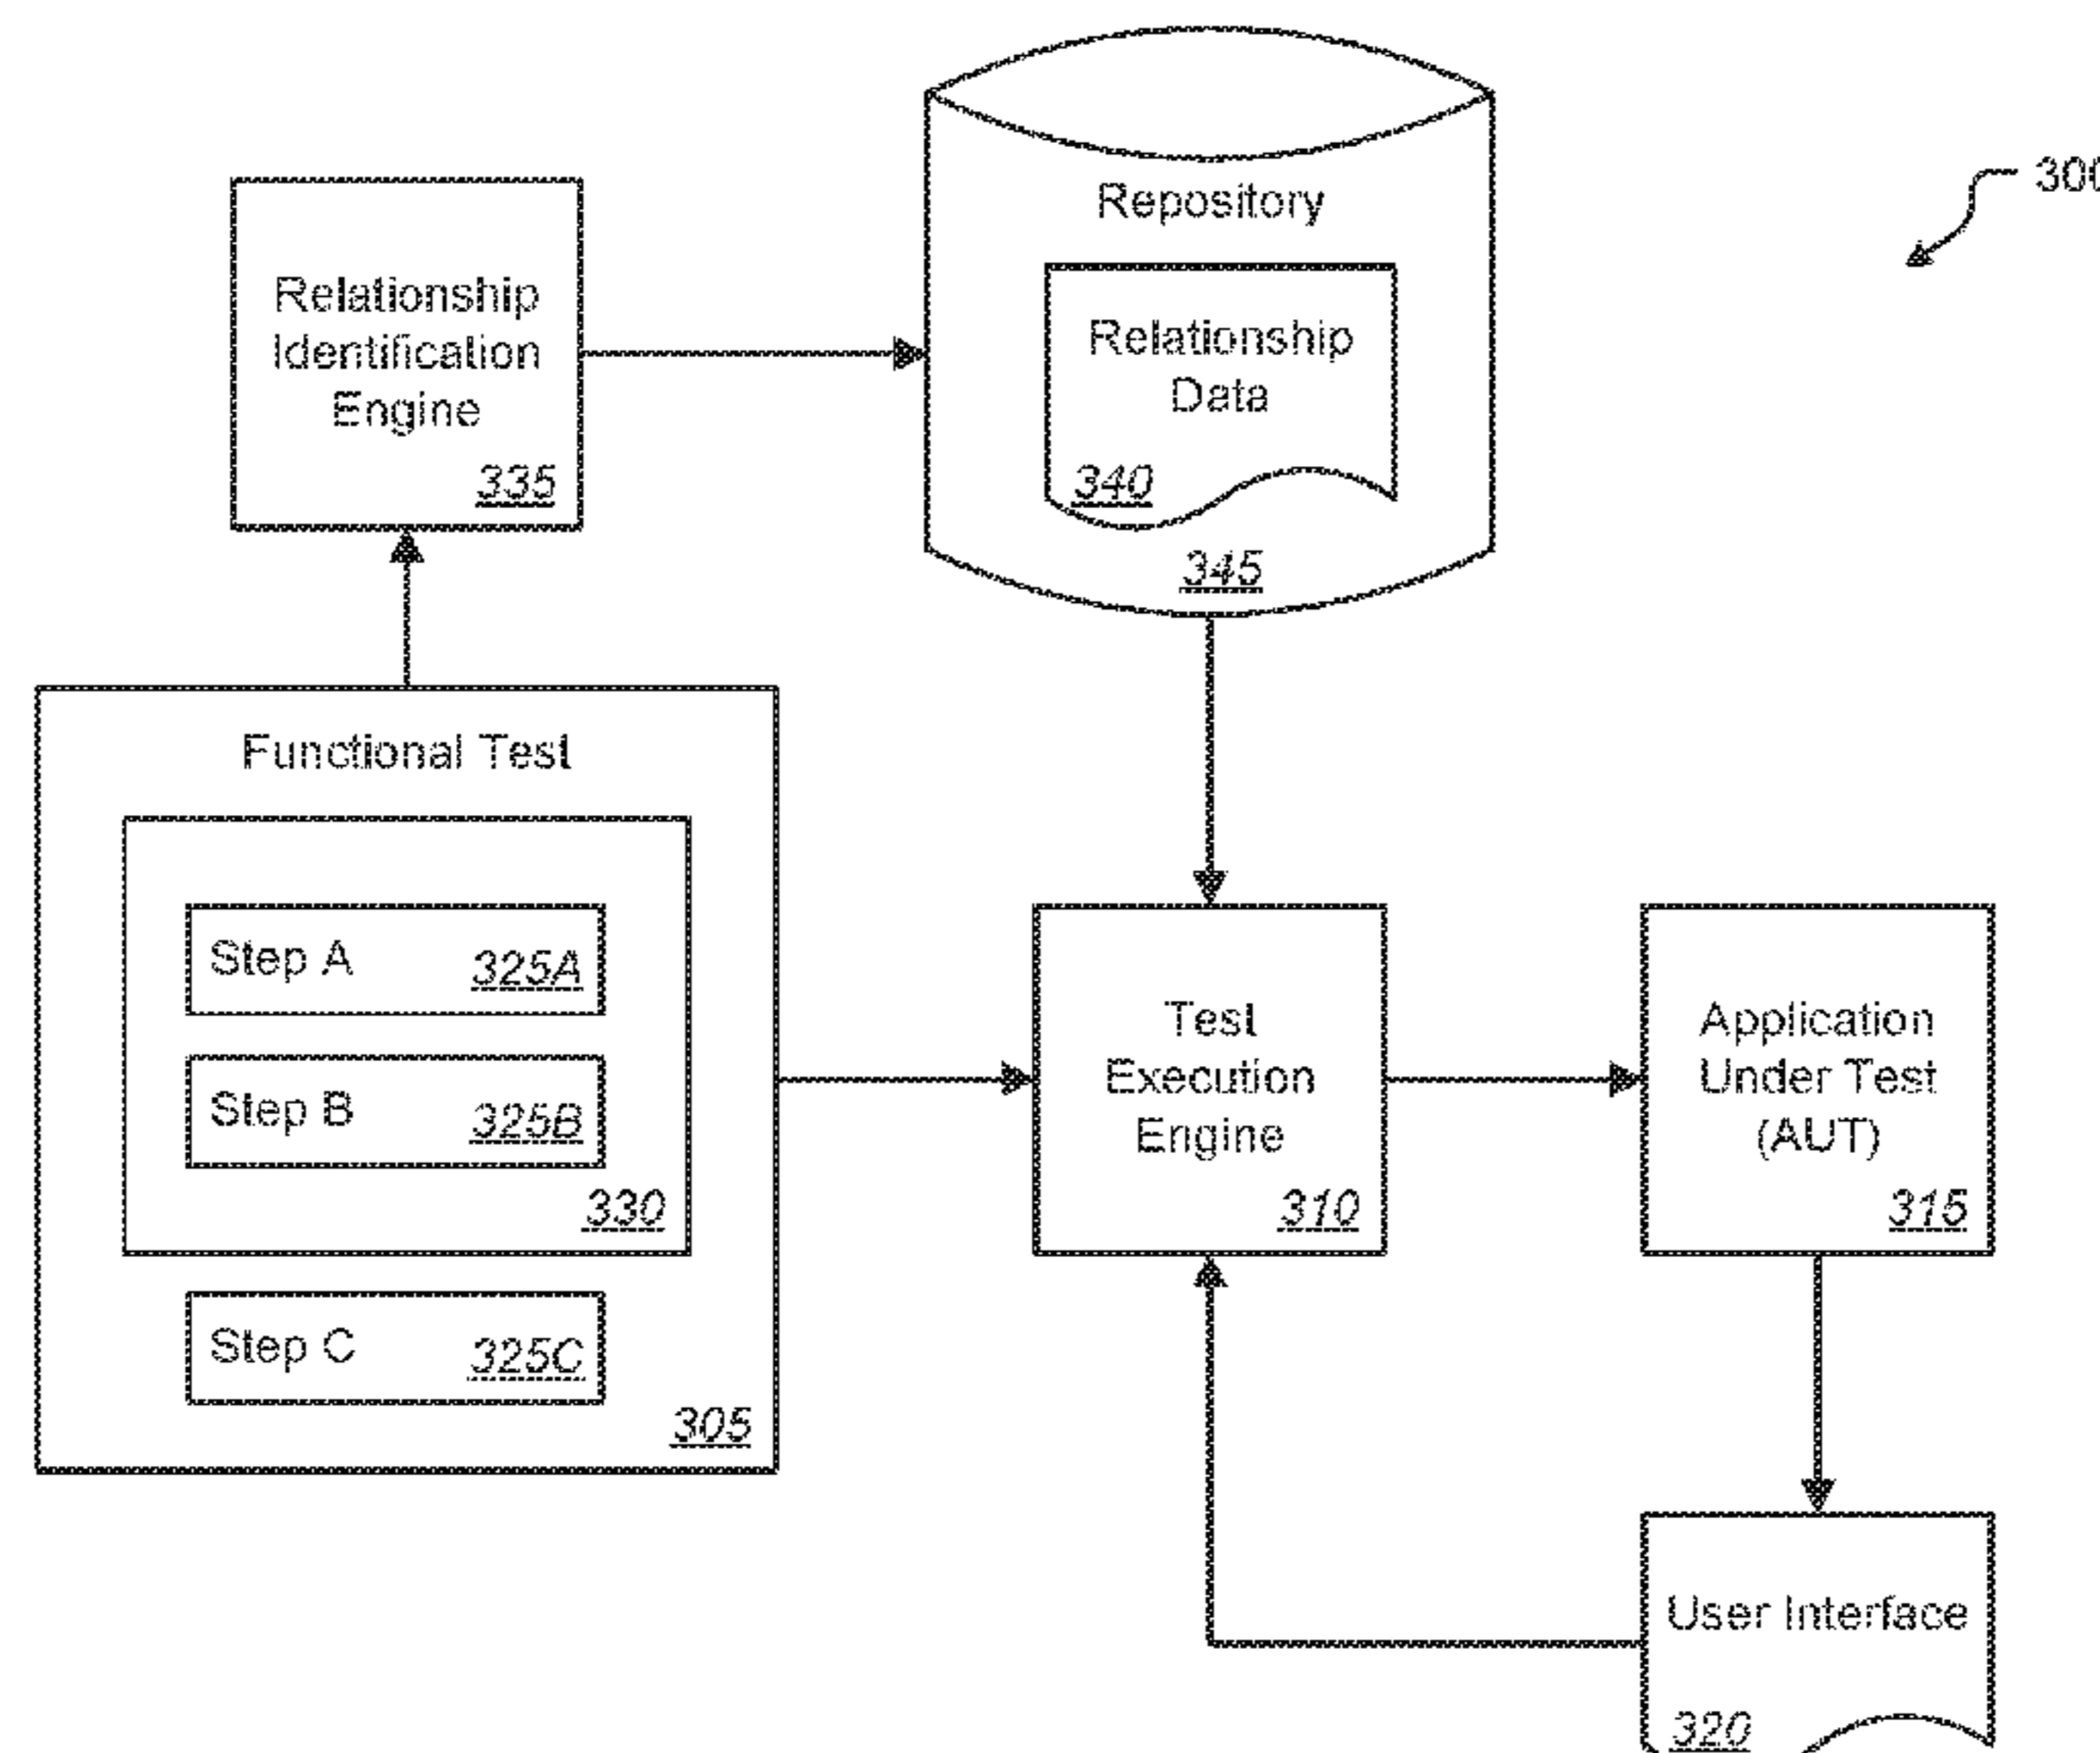 Repository
300
Relationship
Identification
Engine
335
Relationship
Data
340
345
Functional Test
Step A 325A
Step B 325B
330
Step C 325C
305
Test
Execution
Engine
310
Application
Under Test
(AUT)
315
User Interface
320